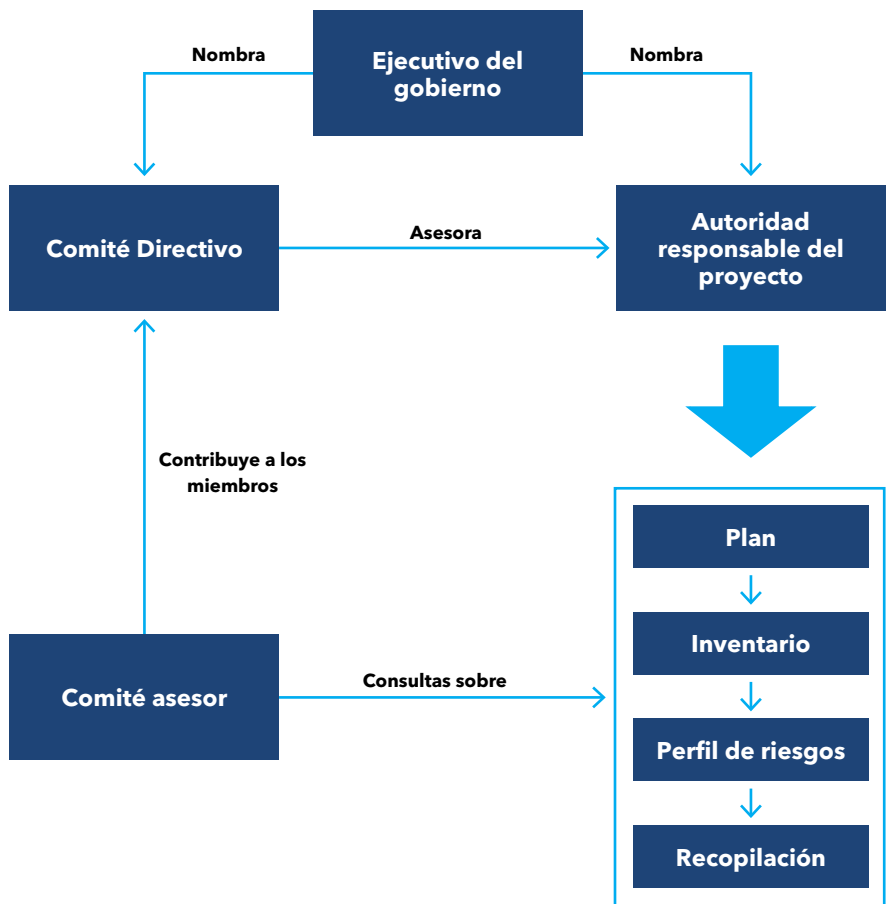 Nombra
Ejecutivo del
gobierno
Nombra
Comité Directivo
Asesora
Autoridad
responsable del
proyecto
Contribuye a los
miembros
Plan
Inventario
Comité asesor
Consultas sobre
Perfil de riesgos
Recopilación